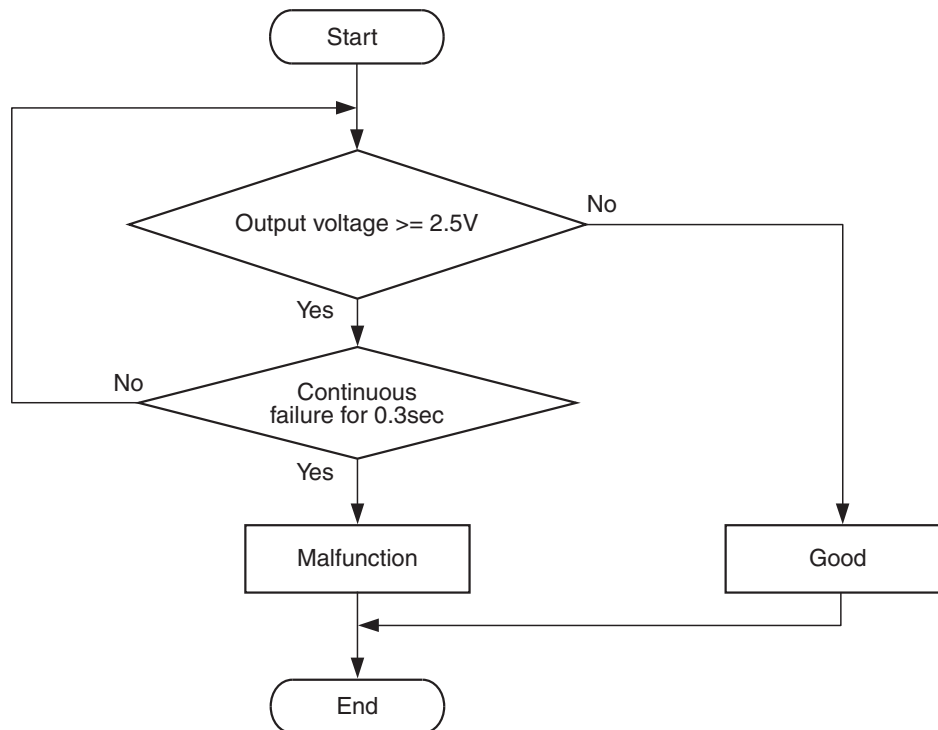 Start
Output voltage >= 2.5V
No
Yes
No
Continuous
failure for 0.3sec
Yes
Malfunction
Good
End